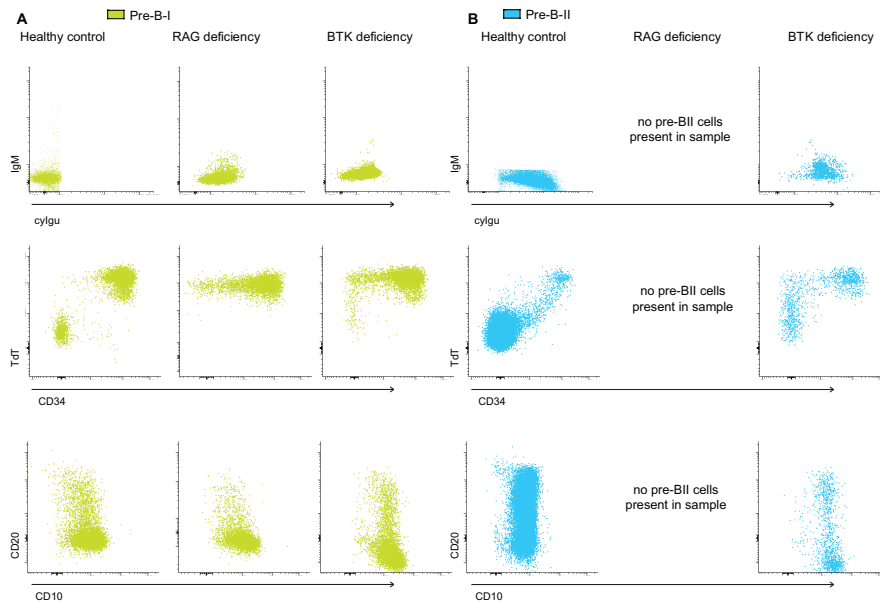 A
Pre-B-I
Healthy control
RAG deficiency
BTK deficiency
IgM
cyIgu
TdT
CD34
CD20
CD10
B
Pre-B-II
Healthy control
RAG deficiency
BTK deficiency
IgM
no pre-BII cells
present in sample
cyIgu
TdT
no pre-BII cells
present in sample
CD34
CD20
no pre-BII cells
present in sample
CD10